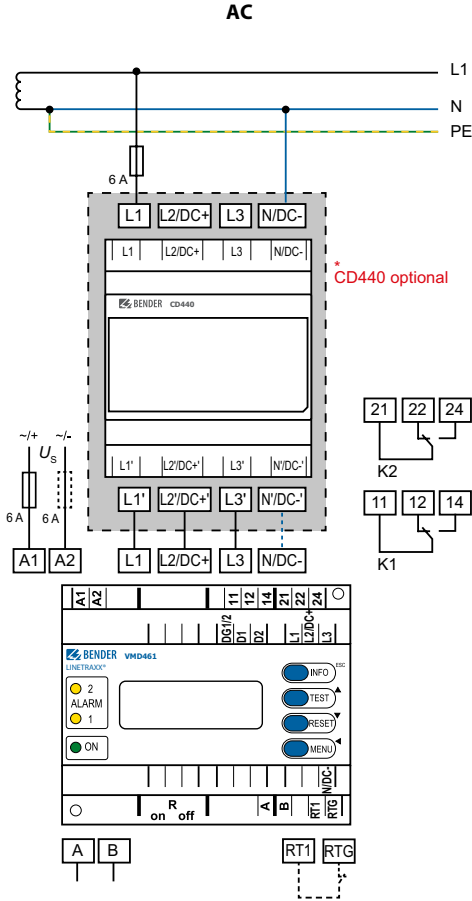 AC
L1
N
PE
6 A
L1 L2/DC+ L3 N/DC-
L1 L2/DC+ L3 N/DC-
*
CD440 optional
BENDER CD440
21 22 24
K2
~/+ ~/-
US
L1' L2'/DC+' L3' N'/DC-'
L1' L2'/DC+' L3' N'/DC-'
11 12 14
K1
6 A 6 A
A1 A2 L1 L2/DC+ L3 N/DC-
A1 A2 11 12 14 21 22 24
DG1/2 D1 D2 L1 L2/DC+ L3
BENDER VMD461
LINETRAXX®
ESC
INFO
2
ALARM
1
TEST
RESET
ON
MENU
N/DC-
R
on off
A B RT1 RTG
A B RT1 RTG